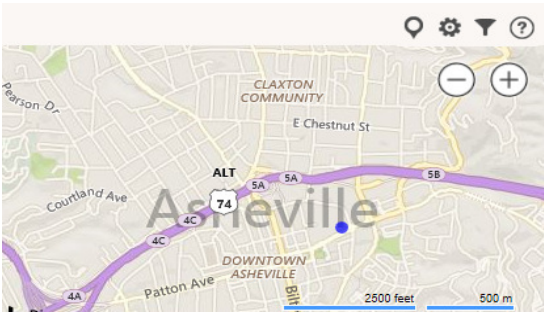 ?
CLAXTON
COMMUNITY
Pearson Dr
E Chestnut St
ALT
5A
5A
5B
74
Courtland Ave
Asheville
4C
4C
DOWNTOWN
ASHEVILLE
Patton Ave
4A
2500 feet
500 m